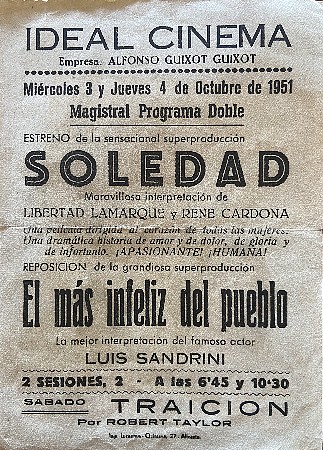 IDEAL CINEMA
Empresa. ALFONSO GUIXOT GUIXOT
Miércoles 3 y Jueves 4 de Octubre de 1951
Magistral Programa Doble
ESTRENO de la sensacional superproducción
SOLEDAD
Maravillosa interpretación de
LIBERTAD LAMARQUE y RENE CARDONA
Una película dirigida al corazón de todas las mujeres.
Una dramática historia de amor y de dolor, de gloria y
de infortunio. ¡APASIONANTE! ¡HUMANA!
REPOSICION de la grandiosa superproducción
El más infeliz del pueblo
La mejor interpretación del famoso actor
LUIS SANDRINI
2 SESIONES, 2 - A las 6'45 y 10'30
SABADO TRAICION
Por ROBERT TAYLOR
Imp. 27. Alicante